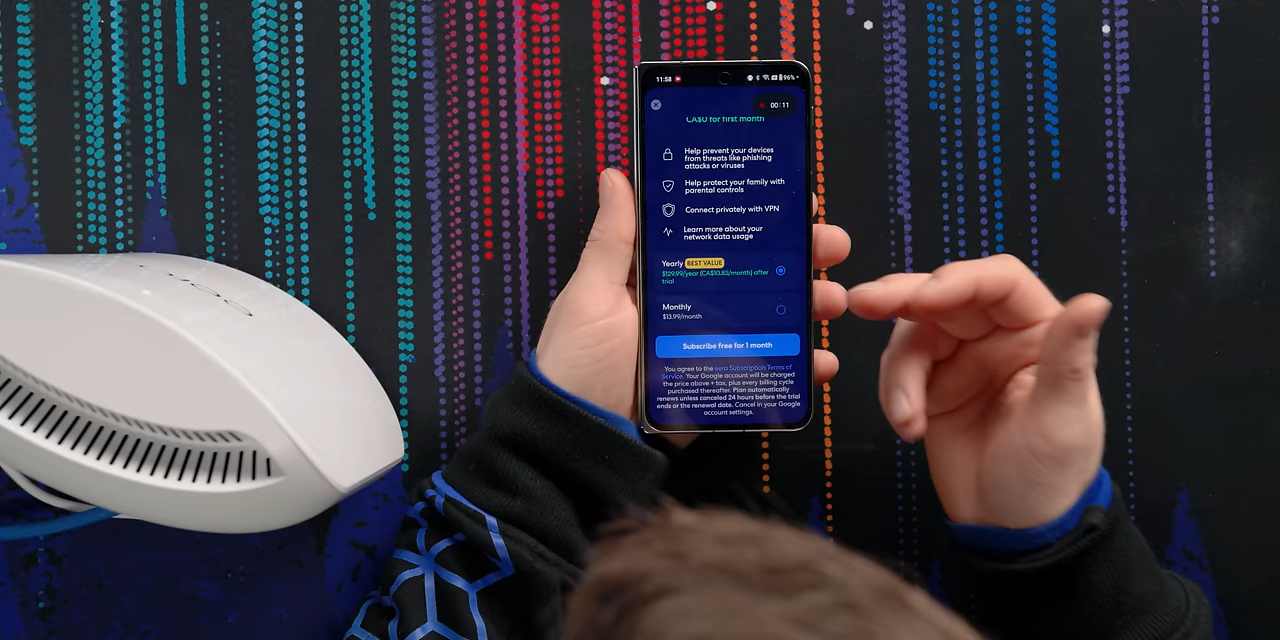 11:58
96%
00:11
CA$0 for first month
Help prevent your devices
from threats like phishing
attacks or viruses
Help protect your family with
parental controls
Connect privately with VPN
Learn more about your
network data usage
Yearly BEST VALUE
$129.99/year (CA$10.83/month) after
trial
Monthly
$13.99/month
Subscribe free for 1 month
You agree to the eero Subscription Terms of
Service. Your Google account will be charged
the price above + tax, plus every billing cycle
purchased thereafter. Plan automatically
renews unless canceled 24 hours before the trial
ends or the renewal date. Cancel in your Google
account settings.
eero